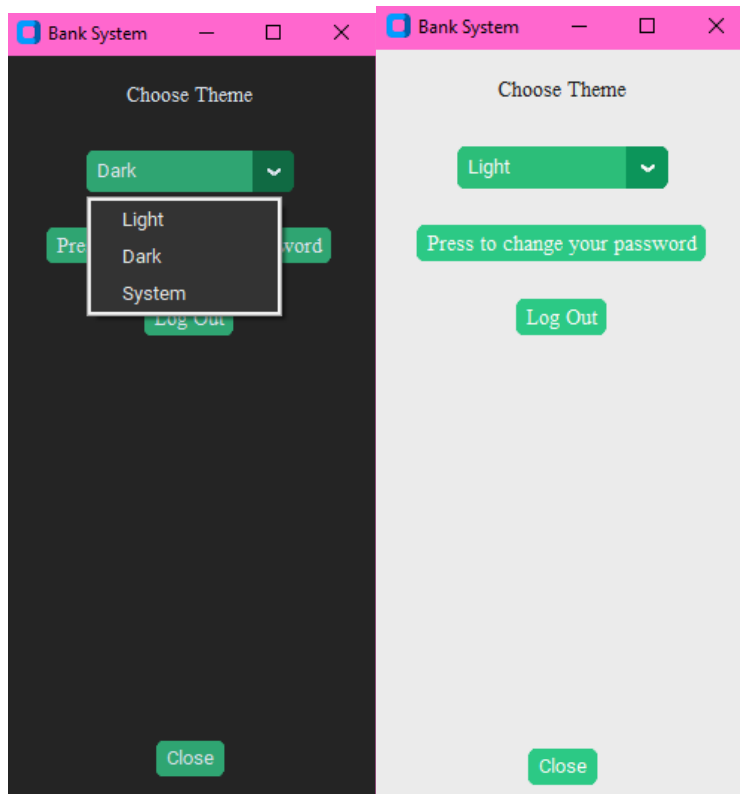 Bank System
Choose Theme
Dark
Light
Dark
System
Pre word
Log Out
Close
Bank System
Choose Theme
Light
Press to change your password
Log Out
Close